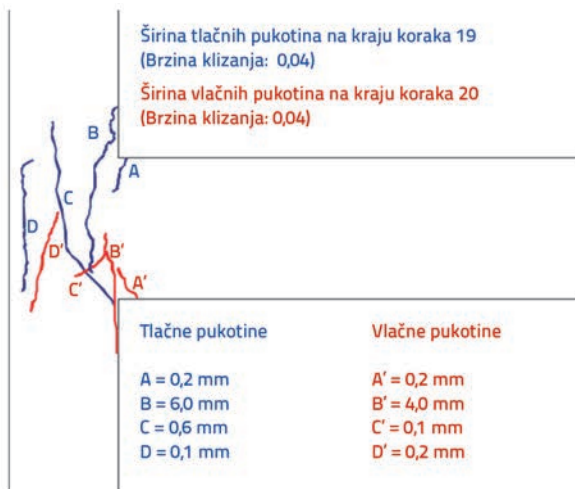 Širina tlačnih pukotina na kraju koraka 19
(Brzina klizanja: 0,04)
Širina vlačnih pukotina na kraju koraka 20
(Brzina klizanja: 0,04)
B
A
C
D
D'
B'
C'
A'
Tlačne pukotine
A = 0,2 mm
B = 6,0 mm
C = 0,6 mm
D = 0,1 mm
Vlačne pukotine
A' = 0,2 mm
B' = 4,0 mm
C' = 0,1 mm
D' = 0,2 mm